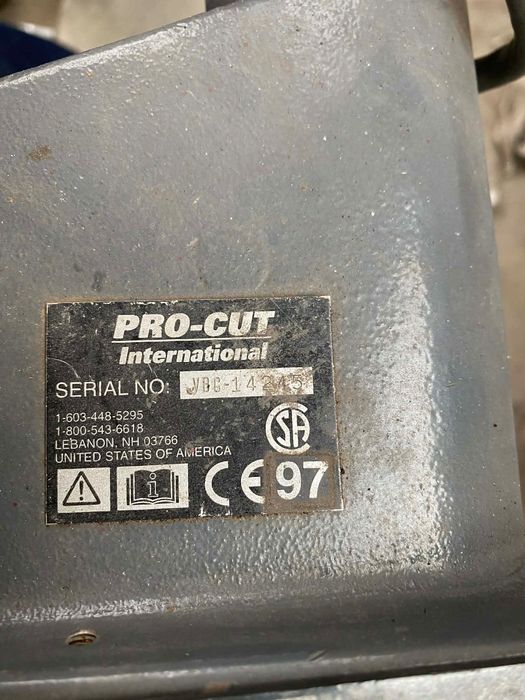 PRO-CUT
International
SERIAL NO:
1-603-448-5295
1-800-543-6618
LEBANON, NH 03766
UNITED STATES OF AMERICA
SA
i
CE 97